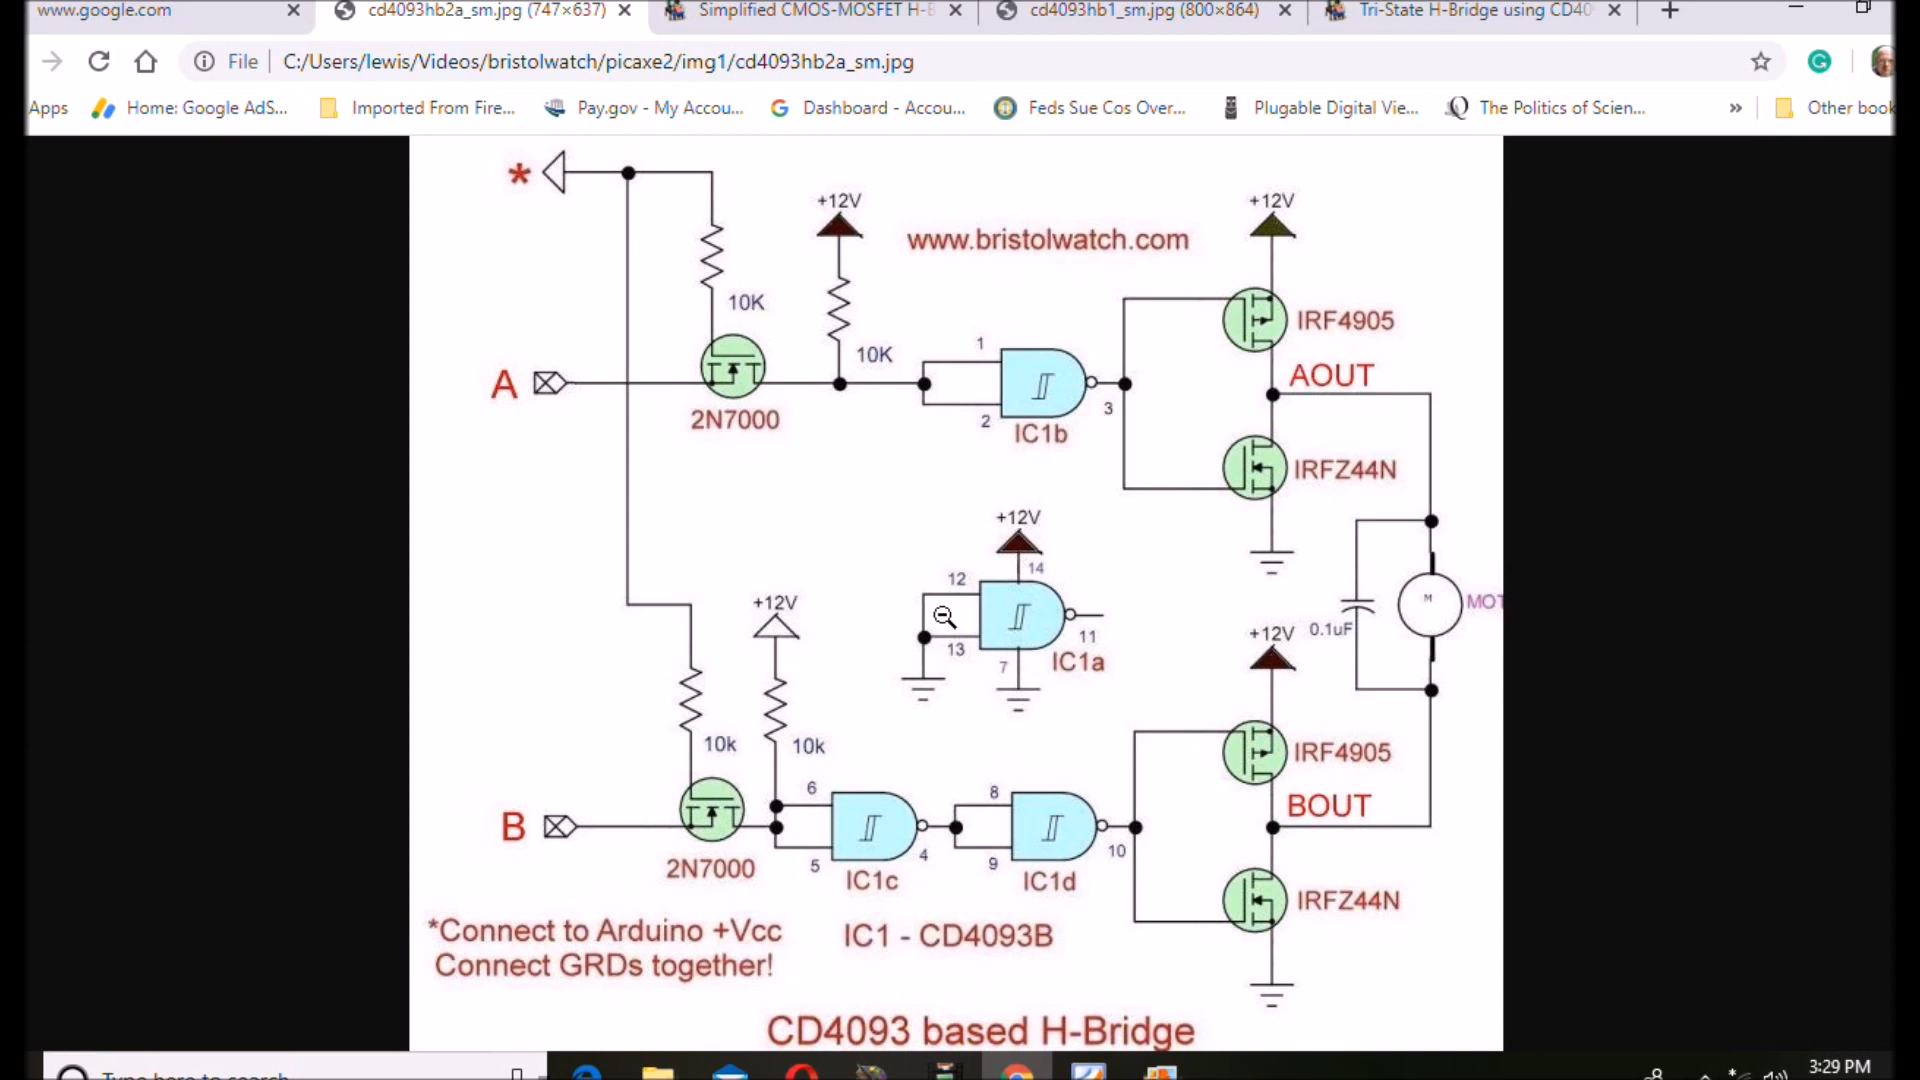 www.google.com
cd4093hb2a_sm.jpg (747×637)
Simplified CMOS-MOSFET H-B
cd4093hb1_sm.jpg (800×864)
Tri-State H-Bridge using CD40
File
C:/Users/lewis/Videos/bristolwatch/picaxe2/img1/cd4093hb2a_sm.jpg
Apps
Home: Google AdS...
Imported From Fire...
Pay.gov - My Accou...
Dashboard - Accou...
Feds Sue Cos Over...
Plugable Digital Vie...
The Politics of Scien...
»
Other book
*
+12V
+12V
www.bristolwatch.com
10K
10K
IRF4905
1
AOUT
A
3
2N7000
2
IC1b
IRFZ44N
+12V
14
12
+12V
M
MOT
0.1uF
+12V
11
13
7
IC1a
10k
10k
IRF4905
6
8
BOUT
B
10
5
4
9
2N7000
IC1c
IC1d
IRFZ44N
*Connect to Arduino +Vcc
IC1 - CD4093B
Connect GRDs together!
CD4093 based H-Bridge
3:29 PM
Type here to search